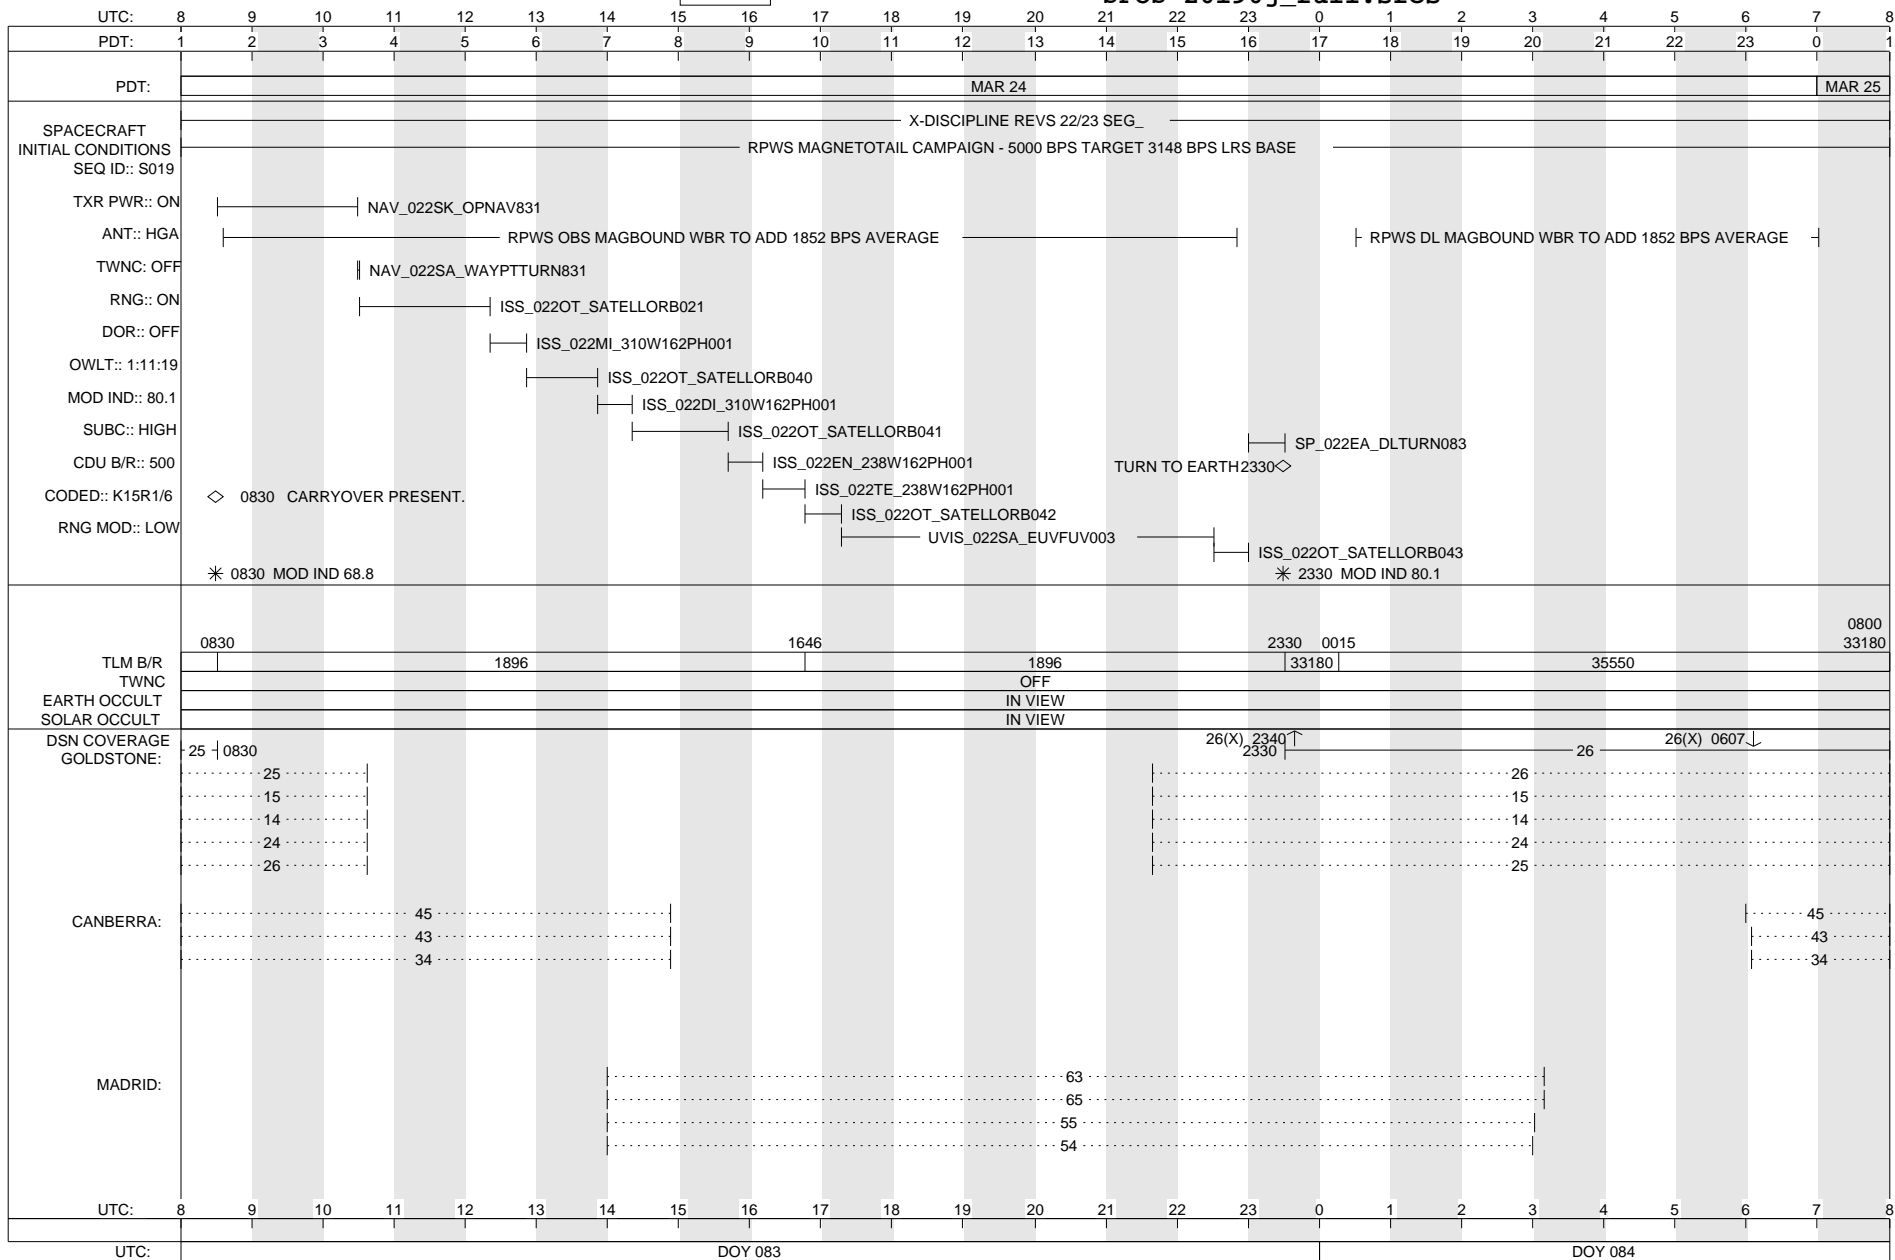 UTC: 8 9 10 11 12 13 14 15 16 17 18 19 20 21 22 23 0 1 2 3 4 5 6 7 8
PDT: 1 2 3 4 5 6 7 8 9 10 11 12 13 14 15 16 17 18 19 20 21 22 23 0 1
PDT: MAR 24 MAR 25
X-DISCIPLINE REVS 22/23 SEG_
SPACECRAFT
INITIAL CONDITIONS
RPWS MAGNETOTAIL CAMPAIGN - 5000 BPS TARGET 3148 BPS LRS BASE
SEQ ID:: S019
TXR PWR:: ON
NAV_022SK_OPNAV831
ANT:: HGA
RPWS OBS MAGBOUND WBR TO ADD 1852 BPS AVERAGE
RPWS DL MAGBOUND WBR TO ADD 1852 BPS AVERAGE
TWNC: OFF
NAV_022SA_WAYPTTURN831
RNG:: ON
ISS_022OT_SATELLORB021
DOR:: OFF
ISS_022MI_310W162PH001
OWLT:: 1:11:19
ISS_022OT_SATELLORB040
MOD IND:: 80.1
ISS_022DI_310W162PH001
SUBC:: HIGH
ISS_022OT_SATELLORB041
SP_022EA_DLTURN083
CDU B/R:: 500
ISS_022EN_238W162PH001
TURN TO EARTH 2330
CODED:: K15R1/6
0830 CARRYOVER PRESENT.
ISS_022TE_238W162PH001
ISS_022OT_SATELLORB042
RNG MOD:: LOW
UVIS_022SA_EUVFUV003
ISS_022OT_SATELLORB043
0830 MOD IND 68.8
2330 MOD IND 80.1
0800
0830 1646 2330 0015 33180
TLM B/R 1896 1896 33180 35550
TWNC OFF
EARTH OCCULT IN VIEW
SOLAR OCCULT IN VIEW
DSN COVERAGE 26(X) 2340 26(X) 0607
GOLDSTONE: 25 0830 2330 26
25 26
15 15
14 14
24 24
26 25
CANBERRA: 45 45
43 43
34 34
MADRID: 63
65
55
54
UTC: 8 9 10 11 12 13 14 15 16 17 18 19 20 21 22 23 0 1 2 3 4 5 6 7 8
UTC: DOY 083 DOY 084